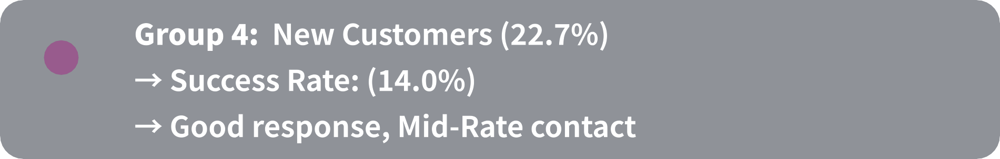 Group 4: New Customers (22.7%)
→ Success Rate: (14.0%)
→ Good response, Mid-Rate contact